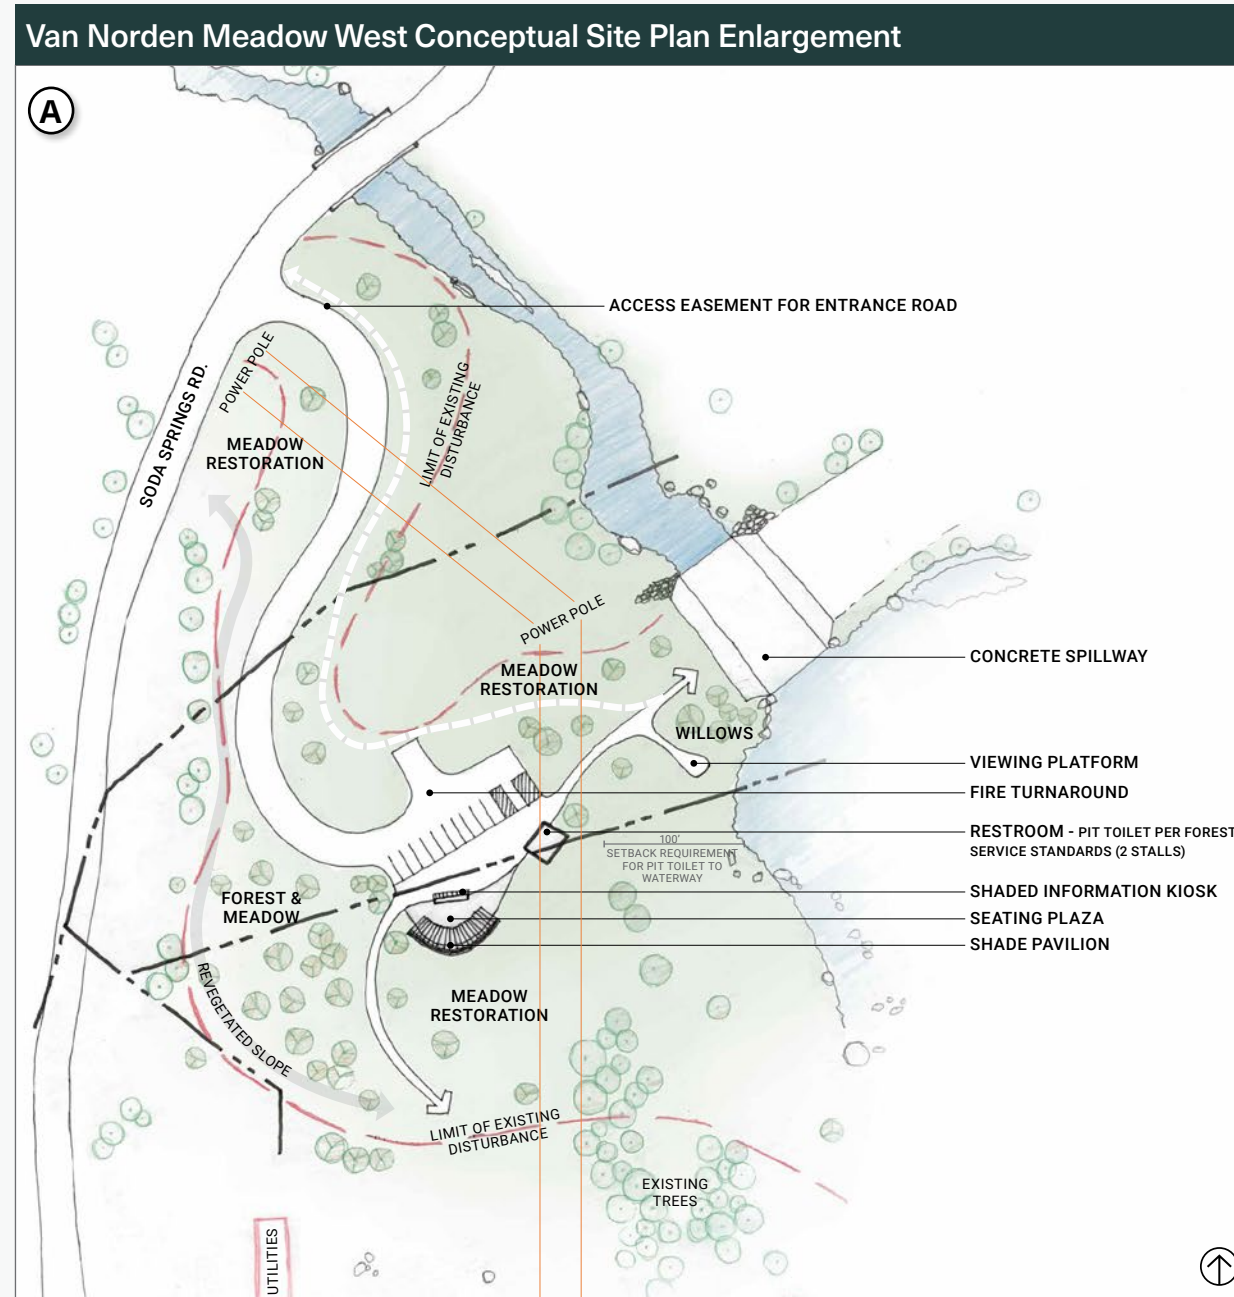 Van Norden Meadow West Conceptual Site Plan Enlargement
A
ACCESS EASEMENT FOR ENTRANCE ROAD
POWER POLE
SODA SPRINGS RD.
LIMIT OF EXISTING
DISTURBANCE
MEADOW
RESTORATION
POWER POLE
CONCRETE SPILLWAY
MEADOW
RESTORATION
WILLOWS
VIEWING PLATFORM
FIRE TURNAROUND
RESTROOM - PIT TOILET PER FOREST
SERVICE STANDARDS (2 STALLS)
100'
SETBACK REQUIREMENT
FOR PIT TOILET TO
WATERWAY
SHADED INFORMATION KIOSK
FOREST &
MEADOW
SEATING PLAZA
SHADE PAVILION
REVEGETATED SLOPE
MEADOW
RESTORATION
LIMIT OF EXISTING
DISTURBANCE
EXISTING
TREES
UTILITIES